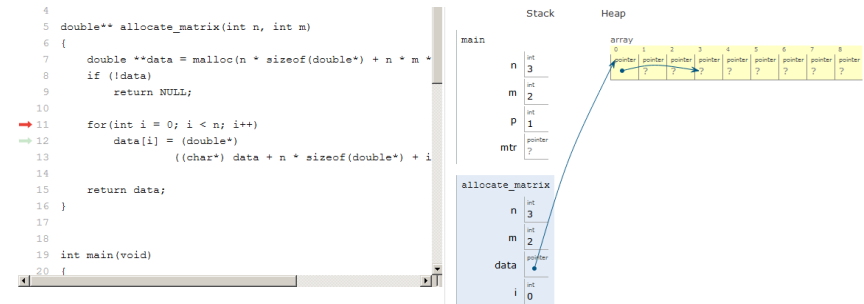 4
5 double** allocate_matrix(int n, int m)
6 {
7 double **data = malloc(n * sizeof(double*) + n * m *
8 if (!data)
9 return NULL;
10
11 for(int i = 0; i < n; i++)
12 data[i] = (double*)
13 ((char*) data + n * sizeof(double*) + i
14
15 return data;
16 }
17
18
19 int main(void)
20 {
Stack Heap
main
n int 3
m int 2
p int 1
mtr pointer ?
allocate_matrix
n int 3
m int 2
data pointer
i int 0
array
0 1 2 3 4 5 6 7 8
pointer pointer pointer pointer pointer pointer pointer pointer pointer
? ? ? ? ? ? ? ?